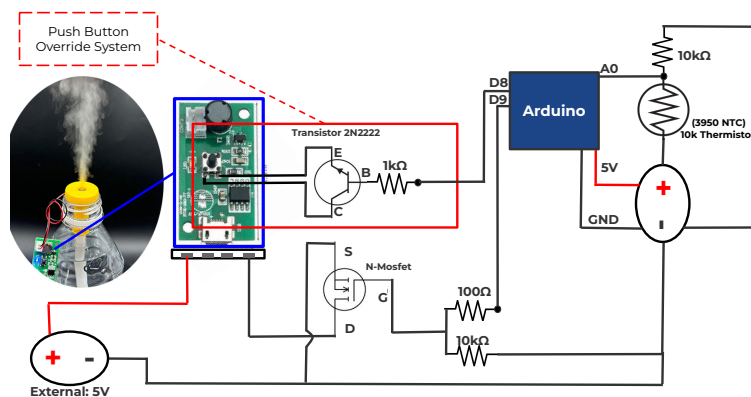 Push Button
Override System
10kΩ
A0
D8
D9
Arduino
(3950 NTC)
10k Thermisto
Transistor 2N2222
E
B
1kΩ
C
5V
+
-
GND
S
N-Mosfet
G
D
100Ω
10kΩ
+
-
External: 5V